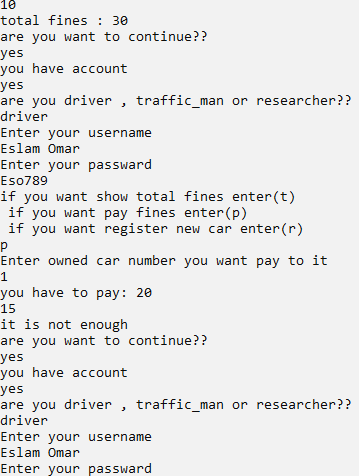 10
total fines : 30
are you want to continue??
yes
you have account
yes
are you driver , traffic_man or researcher??
driver
Enter your username
Eslam Omar
Enter your passward
Eso789
if you want show total fines enter(t)
if you want pay fines enter(p)
if you want register new car enter(r)
p
Enter owned car number you want pay to it
1
you have to pay: 20
15
it is not enough
are you want to continue??
yes
you have account
yes
are you driver , traffic_man or researcher??
driver
Enter your username
Eslam Omar
Enter your passward